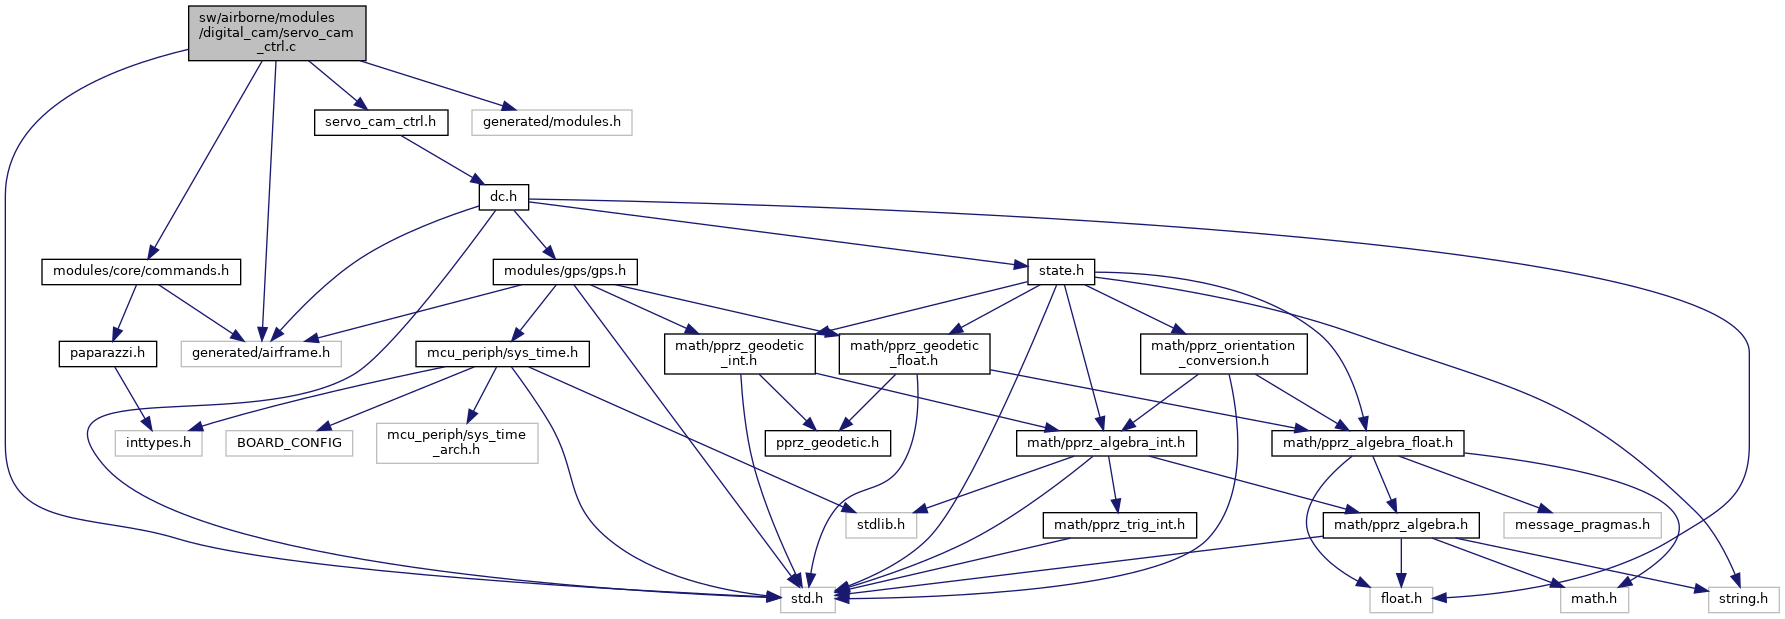 sw/airborne/modules
/digital_cam/servo_cam
_ctrl.c
servo_cam_ctrl.h
generated/modules.h
dc.h
modules/core/commands.h
modules/gps/gps.h
state.h
paparazzi.h
generated/airframe.h
mcu_periph/sys_time.h
math/pprz_geodetic
_int.h
math/pprz_geodetic
_float.h
math/pprz_orientation
_conversion.h
inttypes.h
BOARD_CONFIG
mcu_periph/sys_time
_arch.h
pprz_geodetic.h
math/pprz_algebra_int.h
math/pprz_algebra_float.h
stdlib.h
math/pprz_trig_int.h
math/pprz_algebra.h
message_pragmas.h
std.h
float.h
math.h
string.h